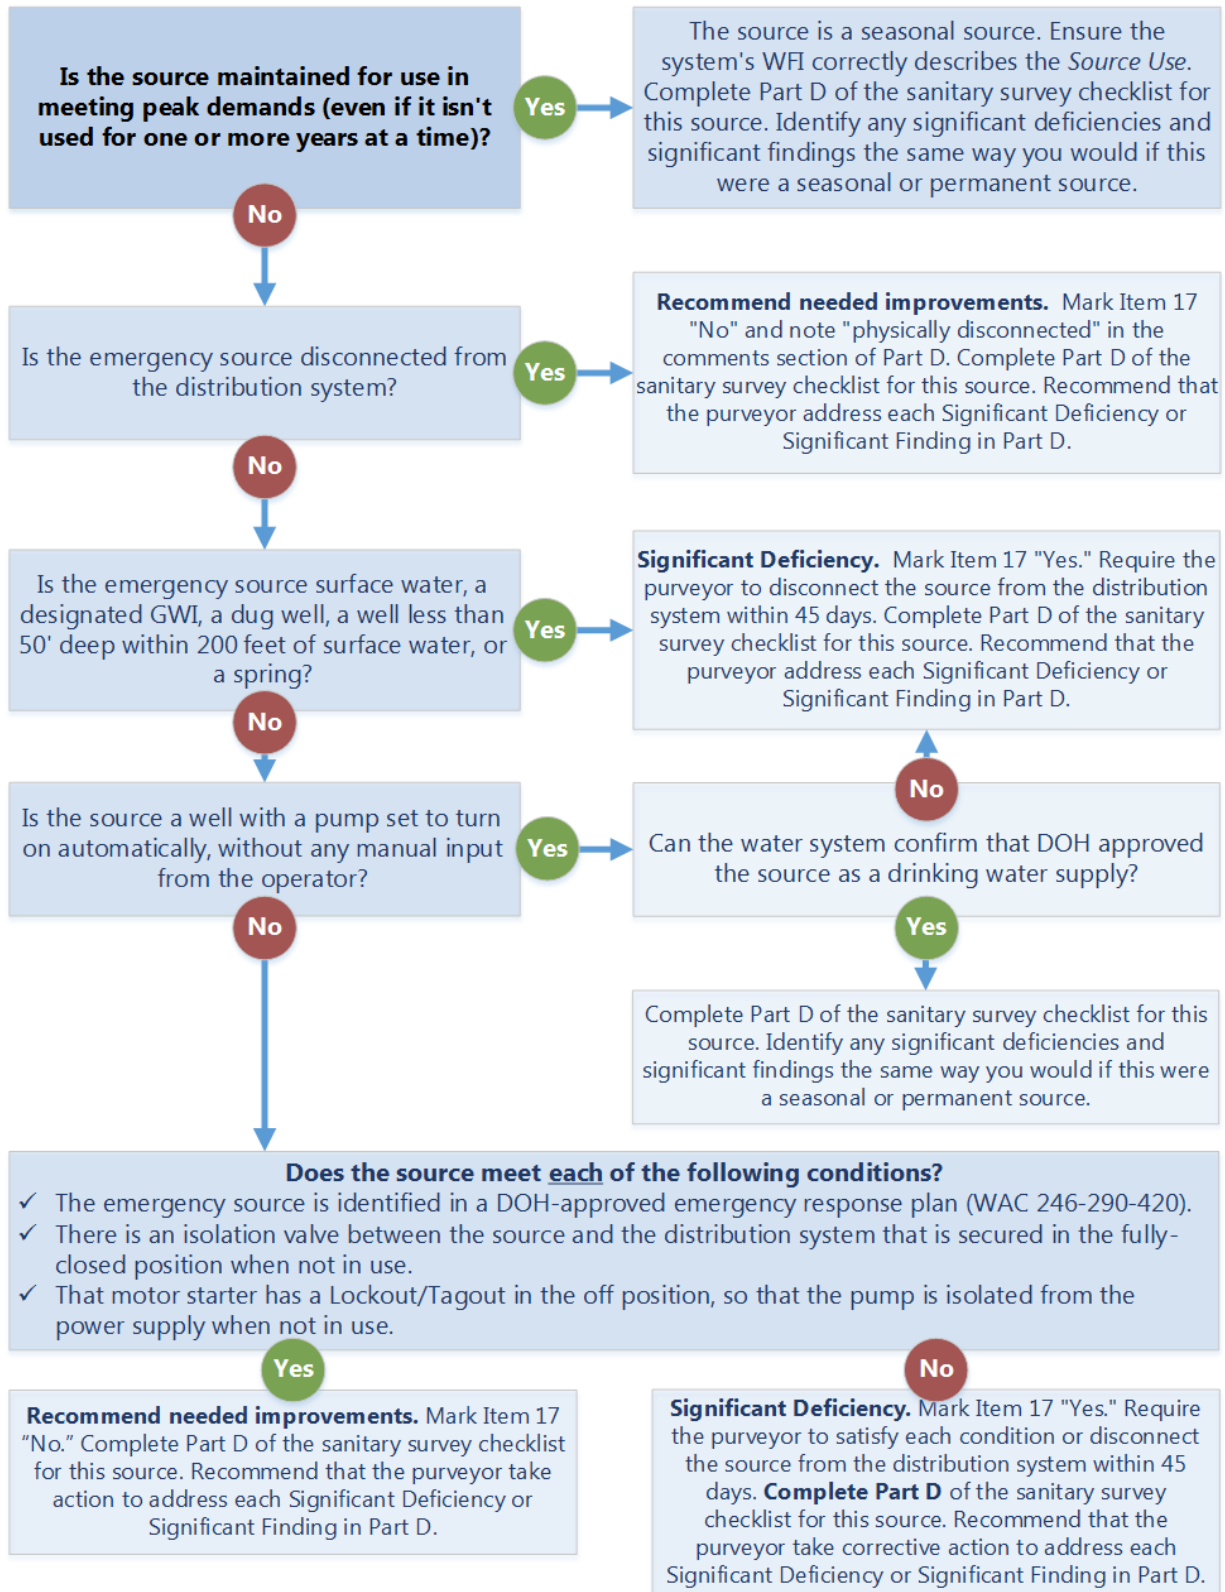 Is the source maintained for use in
meeting peak demands (even if it isn't
used for one or more years at a time)?
Yes
The source is a seasonal source. Ensure the
system's WFI correctly describes the Source Use.
Complete Part D of the sanitary survey checklist for
this source. Identify any significant deficiencies and
significant findings the same way you would if this
were a seasonal or permanent source.
No
Is the emergency source disconnected from
the distribution system?
Yes
Recommend needed improvements. Mark Item 17
"No" and note "physically disconnected" in the
comments section of Part D. Complete Part D of the
sanitary survey checklist for this source. Recommend that
the purveyor address each Significant Deficiency or
Significant Finding in Part D.
No
Is the emergency source surface water, a
designated GWI, a dug well, a well less than
50' deep within 200 feet of surface water, or
a spring?
Yes
Significant Deficiency. Mark Item 17 "Yes." Require the
purveyor to disconnect the source from the distribution
system within 45 days. Complete Part D of the sanitary
survey checklist for this source. Recommend that the
purveyor address each Significant Deficiency or
Significant Finding in Part D.
No
Is the source a well with a pump set to turn
on automatically, without any manual input
from the operator?
Yes
No
Can the water system confirm that DOH approved
the source as a drinking water supply?
Yes
Complete Part D of the sanitary survey checklist for this
source. Identify any significant deficiencies and
significant findings the same way you would if this were
a seasonal or permanent source.
No
Does the source meet each of the following conditions?
✓ The emergency source is identified in a DOH-approved emergency response plan (WAC 246-290-420).
✓ There is an isolation valve between the source and the distribution system that is secured in the fully-
closed position when not in use.
✓ That motor starter has a Lockout/Tagout in the off position, so that the pump is isolated from the
power supply when not in use.
Yes
Recommend needed improvements. Mark Item 17
“No.” Complete Part D of the sanitary survey checklist
for this source. Recommend that the purveyor take
action to address each Significant Deficiency or
Significant Finding in Part D.
No
Significant Deficiency. Mark Item 17 "Yes." Require
the purveyor to satisfy each condition or disconnect
the source from the distribution system within 45
days. Complete Part D of the sanitary survey
checklist for this source. Recommend that the
purveyor take corrective action to address each
Significant Deficiency or Significant Finding in Part D.